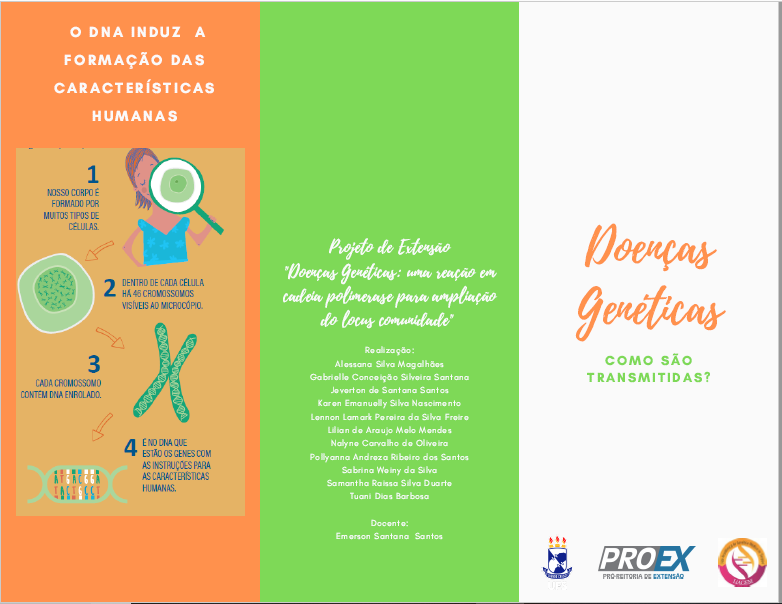 O DNA INDUZ A
FORMAÇÃO DAS
CARACTERÍSTICAS
HUMANAS
1
NOSSO CORPO É
FORMADO POR
MUITOS TIPOS DE
CÉLULAS.
2
DENTRO DE CADA CÉLULA
HÁ 46 CROMOSSOMOS
VISÍVEIS AO MICROCÓPIO.
3
CADA CROMOSSOMO
CONTÉM DNA ENROLADO.
4
É NO DNA QUE
ESTÃO OS GENES COM
AS INSTRUÇÕES PARA
AS CARACTERÍSTICAS
HUMANAS.
Projeto de Extensão
"Doenças Genéticas: uma reação em
cadeia polimerase para ampliação
do locus comunidade"
Realização:
Alessana Silva Magalhães
Gabrielle Conceição Silveira Santana
Jeverton de Santana Santos
Karen Emanuelly Silva Nascimento
Lennon Lamark Pereira da Silva Freire
Lilian de Araujo Melo Mendes
Nalyne Carvalho de Oliveira
Pollyanna Andreza Ribeiro dos Santos
Sabrina Weiny da Silva
Samantha Raissa Silva Duarte
Tuani Dias Barbosa
Docente:
Emerson Santana Santos
Doenças
Genéticas
COMO SÃO
TRANSMITIDAS?
PROEX
PRÓ-REITORIA DE EXTENSÃO